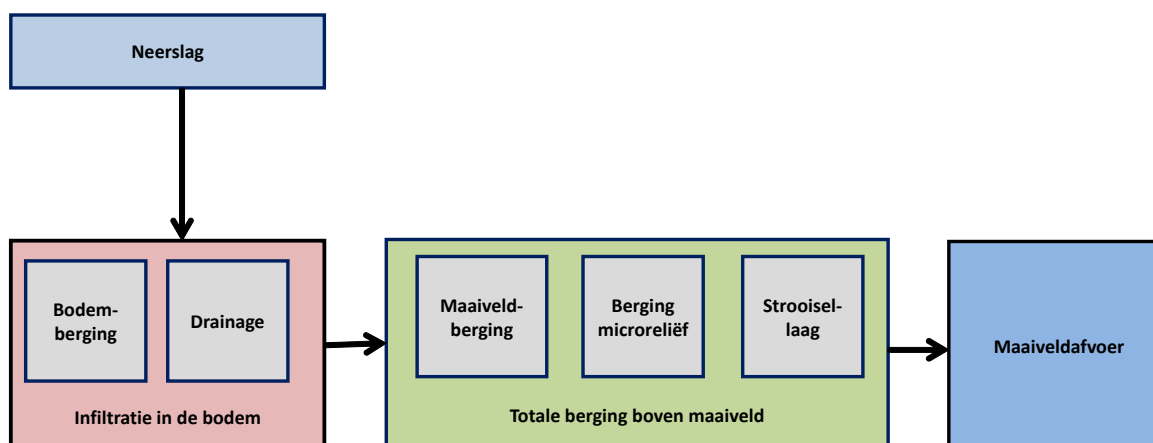 Neerslag
Bodem-
berging
Drainage
Infiltratie in de bodem
Maaiveld-
berging
Berging
microreliëf
Strooisel-
laag
Totale berging boven maaiveld
Maaiveldafvoer